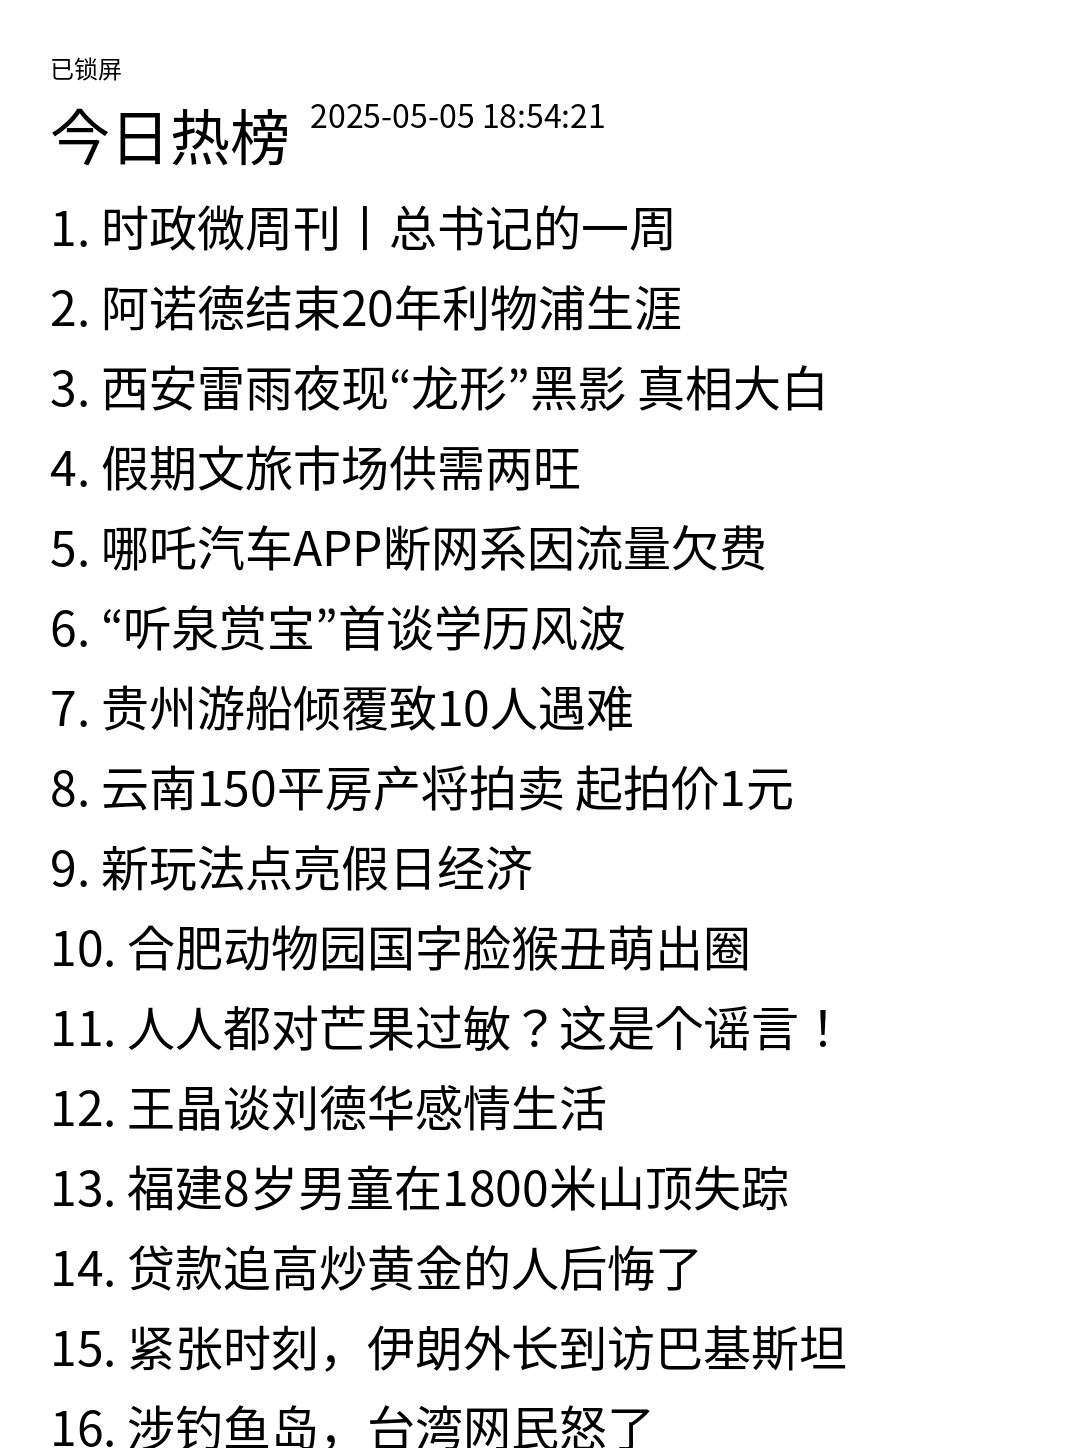 已锁屏
今日热榜 2025-05-05 18:54:21
1. 时政微周刊丨总书记的一周
2. 阿诺德结束20年利物浦生涯
3. 西安雷雨夜现“龙形”黑影 真相大白
4. 假期文旅市场供需两旺
5. 哪吒汽车APP断网系因流量欠费
6. “听泉赏宝”首谈学历风波
7. 贵州游船倾覆致10人遇难
8. 云南150平房产将拍卖 起拍价1元
9. 新玩法点亮假日经济
10. 合肥动物园国字脸猴丑萌出圈
11. 人人都对芒果过敏？这是个谣言！
12. 王晶谈刘德华感情生活
13. 福建8岁男童在1800米山顶失踪
14. 贷款追高炒黄金的人后悔了
15. 紧张时刻，伊朗外长到访巴基斯坦
16. 涉钓鱼岛，台湾网民怒了